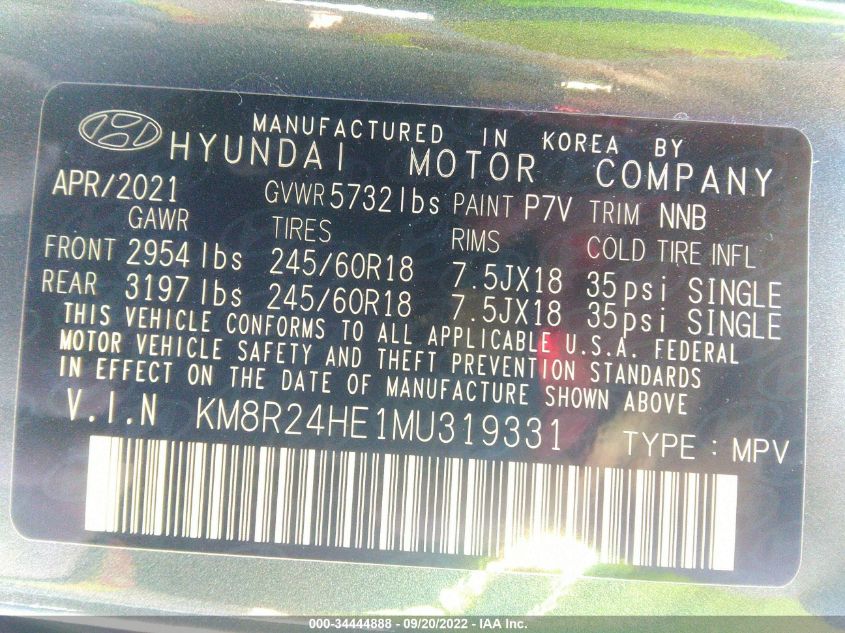 MANUFACTURED IN KOREA BY
HYUNDAI MOTOR COMPANY
APR/2021 GVWR 5732 lbs PAINT P7V TRIM NNB
GAWR TIRES RIMS COLD TIRE INFL
FRONT 2954 lbs 245/60R18 7.5JX18 35psi SINGLE
REAR 3197 lbs 245/60R18 7.5JX18 35psi SINGLE
THIS VEHICLE CONFORMS TO ALL APPLICABLE U.S.A. FEDERAL
MOTOR VEHICLE SAFETY AND THEFT PREVENTION STANDARDS
IN EFFECT ON THE DATE OF MANUFACTURE SHOWN ABOVE
V.I.N KM8R24HE1MU319331 TYPE : MPV
000-34444888 - 09/20/2022 - IAA Inc.